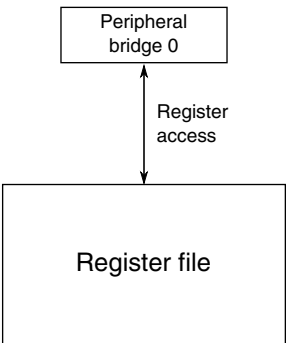 Peripheral
bridge 0
Register
access
Register file